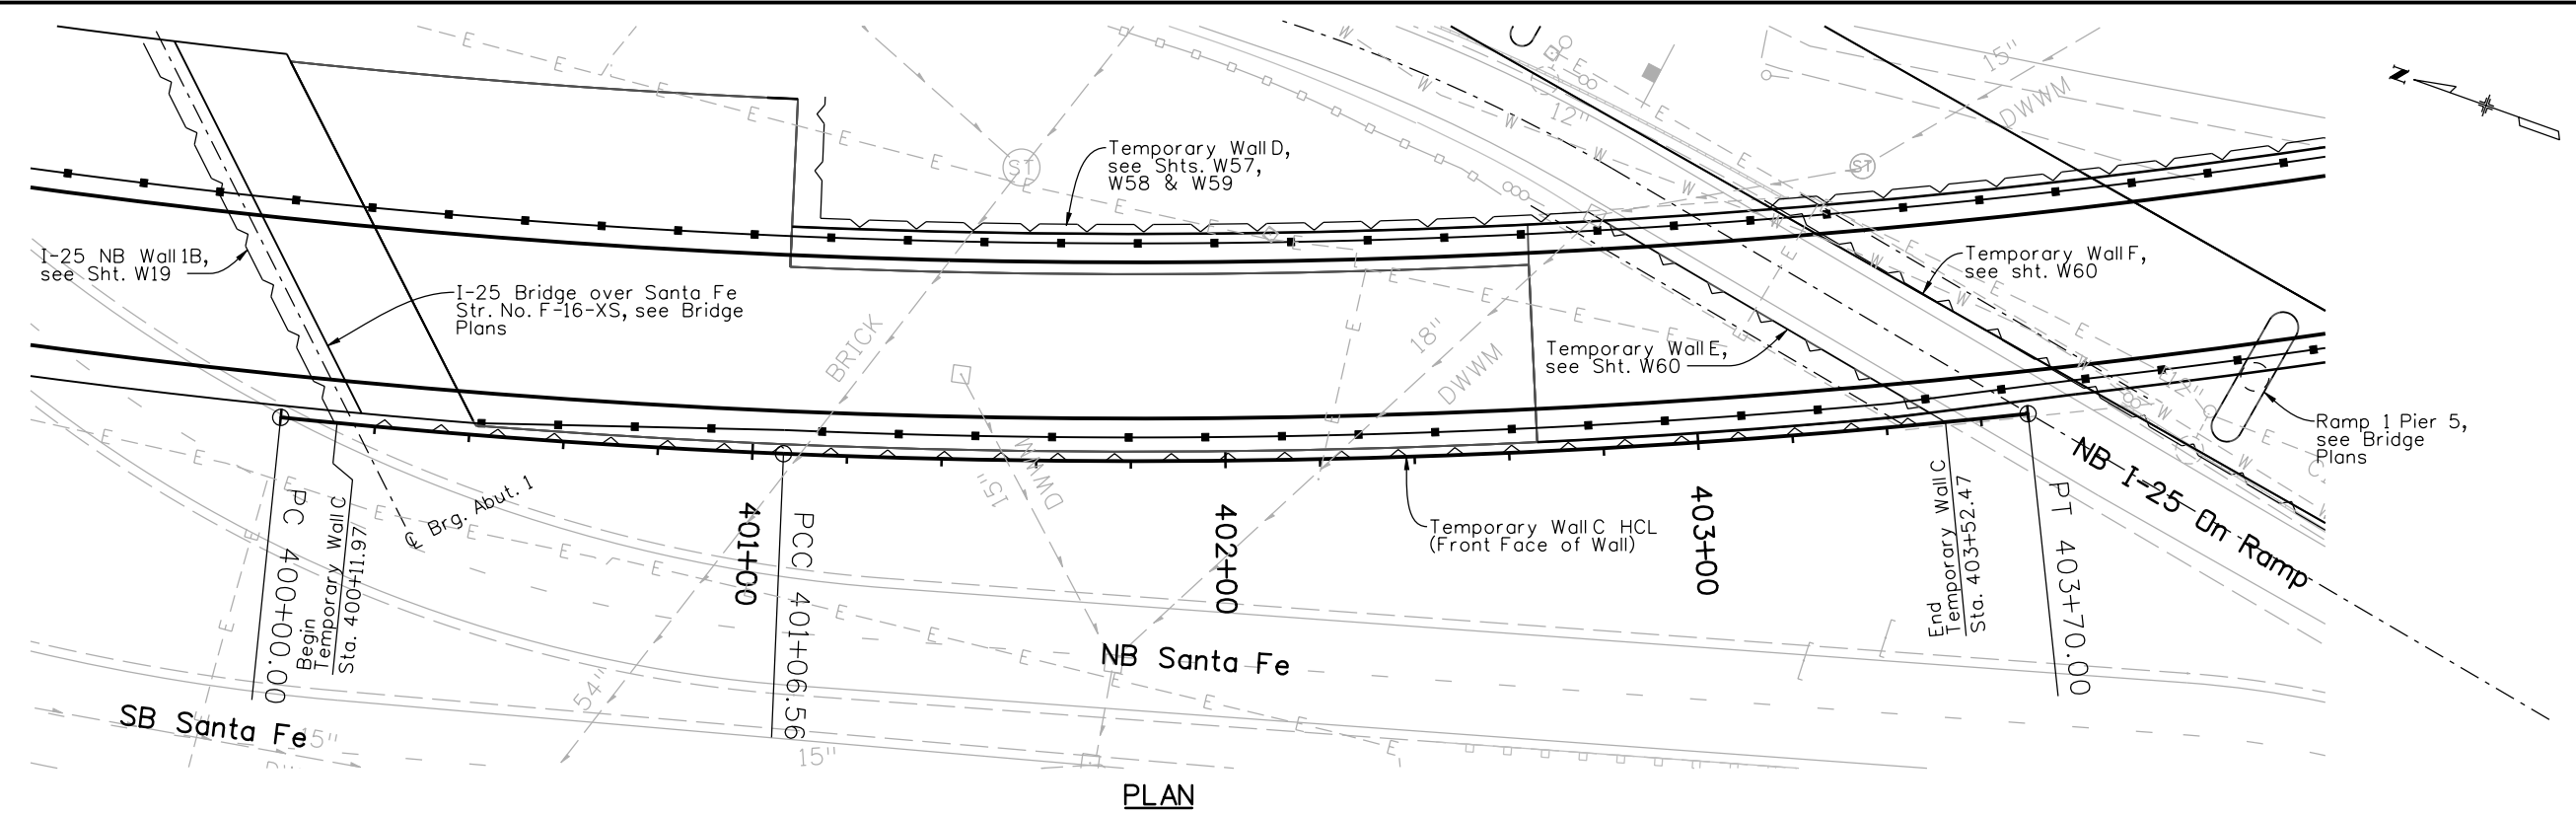 N
15"
DWWM
12"
ST
ST
Temporary Wall D,
see Shts. W57,
W58 & W59
I-25 NB Wall 1B,
see Sht. W19
I-25 Bridge over Santa Fe
Str. No. F-16-XS, see Bridge
Plans
Temporary Wall F,
see sht. W60
BRICK
18"
DWWM
Temporary Wall E,
see Sht. W60
12"
Ramp 1 Pier 5,
see Bridge
Plans
NB I-25 On Ramp
℄ Brg. Abut. 1
15"
Temporary Wall C HCL
(Front Face of Wall)
PC 400+00.00
Begin
Temporary Wall C
Sta. 400+11.97
401+00
PCC 401+06.56
402+00
403+00
End
Temporary Wall C
Sta. 403+52.47
PT 403+70.00
54"
NB Santa Fe
SB Santa Fe
15"
15"
PLAN